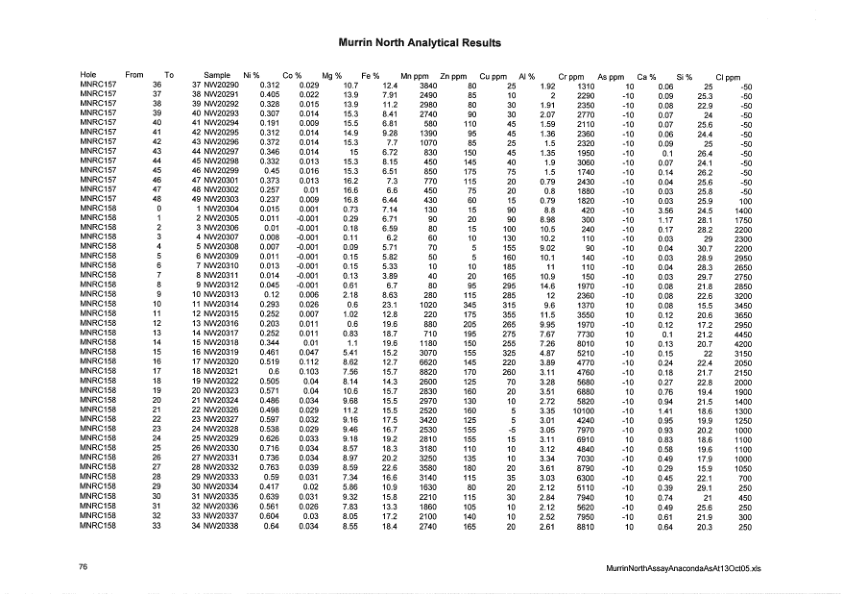 Murrin North Analytical Results
Hole From To Sample Ni % Co % Mg % Fe % Mn ppm Zn ppm Cu ppm Al % Cr ppm As ppm Ca % Si % Cl ppm
MNRC157 36 37 NW20290 0.312 0.029 10.7 12.4 3840 80 25 1.92 1310 10 0.06 25 -50
MNRC157 37 38 NW20291 0.405 0.022 13.9 7.91 2490 85 10 2 2290 -10 0.09 25.3 -50
MNRC157 38 39 NW20292 0.328 0.015 13.9 11.2 2980 80 30 1.91 2350 -10 0.08 22.9 -50
MNRC157 39 40 NW20293 0.307 0.014 15.3 8.41 2740 90 30 2.07 2770 -10 0.07 24 -50
MNRC157 40 41 NW20294 0.191 0.009 15.5 6.81 580 110 45 1.59 2110 -10 0.07 25.6 -50
MNRC157 41 42 NW20295 0.312 0.014 14.9 9.28 1390 95 45 1.36 2360 -10 0.06 24.4 -50
MNRC157 42 43 NW20296 0.372 0.014 15.3 7.7 1070 85 25 1.5 2320 -10 0.09 25 -50
MNRC157 43 44 NW20297 0.346 0.014 15 6.72 830 150 45 1.35 1950 -10 0.1 26.4 -50
MNRC157 44 45 NW20298 0.332 0.013 15.3 8.15 450 145 40 1.9 3060 -10 0.07 24.1 -50
MNRC157 45 46 NW20299 0.45 0.016 15.3 6.51 850 175 75 1.5 1740 -10 0.14 26.2 -50
MNRC157 46 47 NW20301 0.373 0.013 16.2 7.3 770 115 20 0.79 2430 -10 0.04 25.6 -50
MNRC157 47 48 NW20302 0.257 0.01 16.6 6.6 450 75 20 0.8 1880 -10 0.03 25.8 -50
MNRC157 48 49 NW20303 0.237 0.009 16.8 6.44 430 60 15 0.79 1820 -10 0.03 25.9 100
MNRC158 0 1 NW20304 0.015 0.001 0.73 7.14 130 15 90 8.8 420 -10 3.56 24.5 1400
MNRC158 1 2 NW20305 0.011 -0.001 0.29 6.71 90 20 90 8.98 300 -10 1.17 28.1 1750
MNRC158 2 3 NW20306 0.01 -0.001 0.18 6.59 80 15 100 10.5 240 -10 0.17 28.2 2200
MNRC158 3 4 NW20307 0.008 -0.001 0.11 6.2 60 10 130 10.2 110 -10 0.03 29 2300
MNRC158 4 5 NW20308 0.007 -0.001 0.09 5.71 70 5 155 9.02 90 -10 0.04 30.7 2200
MNRC158 5 6 NW20309 0.011 -0.001 0.15 5.82 50 5 160 10.1 140 -10 0.03 28.9 2950
MNRC158 6 7 NW20310 0.013 -0.001 0.15 5.33 10 10 185 11 110 -10 0.04 28.3 2650
MNRC158 7 8 NW20311 0.014 -0.001 0.13 3.89 40 20 165 10.9 150 -10 0.03 29.7 2750
MNRC158 8 9 NW20312 0.045 -0.001 0.61 6.7 80 95 295 14.6 1970 -10 0.08 21.8 2850
MNRC158 9 10 NW20313 0.12 0.006 2.18 8.63 280 115 285 12 2360 -10 0.08 22.6 3200
MNRC158 10 11 NW20314 0.293 0.026 0.6 23.1 1020 345 315 9.6 1370 -10 0.08 15.5 3450
MNRC158 11 12 NW20315 0.252 0.007 1.02 12.8 220 175 355 11.5 3550 -10 0.12 20.6 3650
MNRC158 12 13 NW20316 0.203 0.011 0.6 19.6 880 205 265 9.95 1970 -10 0.12 17.2 2950
MNRC158 13 14 NW20317 0.252 0.011 0.83 18.7 710 195 275 7.67 7730 -10 0.1 21.2 4450
MNRC158 14 15 NW20318 0.344 0.01 1.1 19.6 1180 150 255 7.26 8010 -10 0.13 20.7 4200
MNRC158 15 16 NW20319 0.461 0.047 5.41 15.2 3070 155 325 4.87 5210 -10 0.15 22 3150
MNRC158 16 17 NW20320 0.519 0.112 8.62 12.7 6620 145 220 3.89 4770 -10 0.24 22.4 2050
MNRC158 17 18 NW20321 0.6 0.103 7.56 15.7 8820 170 260 3.11 4760 -10 0.18 21.7 2150
MNRC158 18 19 NW20322 0.505 0.04 8.14 14.3 2600 125 70 3.28 5680 -10 0.27 22.8 2000
MNRC158 19 20 NW20323 0.571 0.04 10.6 15.7 2830 160 20 3.51 6880 10 0.76 19.4 1900
MNRC158 20 21 NW20324 0.486 0.034 9.68 15.5 2970 130 10 2.72 5820 -10 0.94 21.5 1400
MNRC158 21 22 NW20326 0.498 0.029 11.2 15.5 2520 160 5 3.35 10100 -10 1.41 18.6 1300
MNRC158 22 23 NW20327 0.597 0.032 9.16 17.5 3420 125 5 3.01 4240 -10 0.95 19.9 1250
MNRC158 23 24 NW20328 0.538 0.029 9.46 16.7 2530 155 -5 3.05 7970 -10 0.93 20.2 1000
MNRC158 24 25 NW20329 0.626 0.033 9.18 19.2 2810 155 15 3.11 6910 -10 0.83 18.6 1100
MNRC158 25 26 NW20330 0.716 0.034 8.57 18.3 3180 110 10 3.12 4840 -10 0.58 19.6 1100
MNRC158 26 27 NW20331 0.736 0.034 8.97 20.2 3250 135 10 3.34 7030 -10 0.49 17.9 1000
MNRC158 27 28 NW20332 0.763 0.039 8.59 22.6 3580 180 20 3.61 8790 -10 0.29 15.9 1050
MNRC158 28 29 NW20333 0.59 0.031 7.34 16.6 3140 115 35 3.03 6300 -10 0.45 22.1 700
MNRC158 29 30 NW20334 0.417 0.02 5.86 10.9 1630 80 20 2.12 5110 -10 0.39 29.1 250
MNRC158 30 31 NW20335 0.639 0.031 9.32 15.8 2210 115 30 2.84 7940 10 0.74 21 450
MNRC158 31 32 NW20336 0.561 0.026 7.83 13.3 1860 105 10 2.12 5620 -10 0.49 25.6 250
MNRC158 32 33 NW20337 0.604 0.03 8.05 17.2 2100 140 10 2.52 7950 -10 0.61 21.9 300
MNRC158 33 34 NW20338 0.64 0.034 8.55 18.4 2740 165 20 2.61 8810 10 0.64 20.3 250
76 MurrinNorthAssayAnacondaAsAt13Oct05.xls